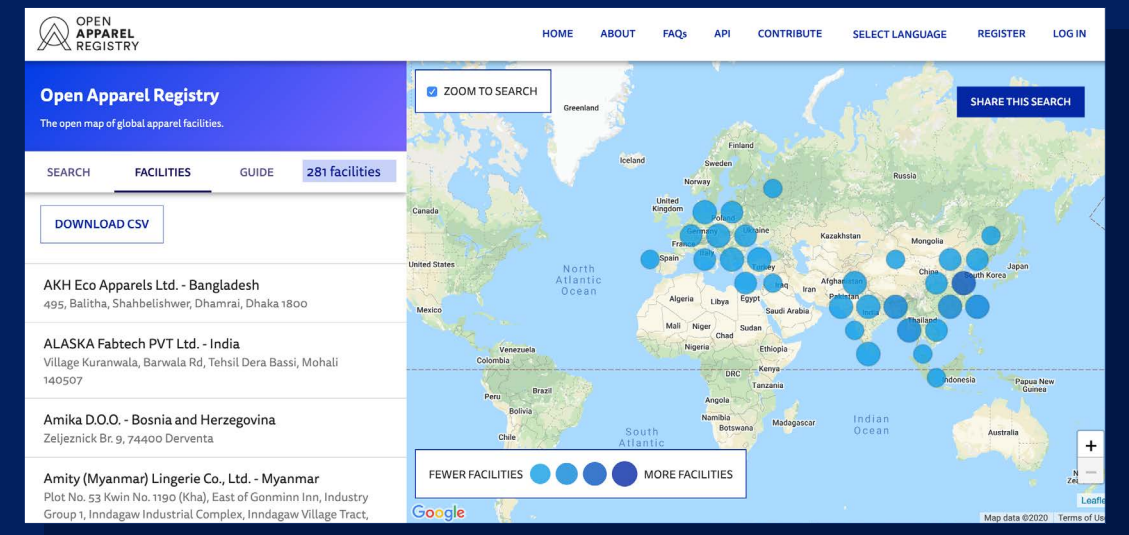 OPEN
APPAREL
REGISTRY
HOME ABOUT FAQs API CONTRIBUTE SELECT LANGUAGE REGISTER LOG IN
Open Apparel Registry
The open map of global apparel facilities.
SEARCH FACILITIES GUIDE 281 facilities
DOWNLOAD CSV
AKH Eco Apparels Ltd. - Bangladesh
495, Balitha, Shahbelishwer, Dhamrai, Dhaka 1800
ALASKA Fabtech PVT Ltd. - India
Village Kuranwala, Barwala Rd, Tehsil Dera Bassi, Mohali
140507
Amika D.O.O. - Bosnia and Herzegovina
Zeljeznick Br. 9, 74400 Derventa
Amity (Myanmar) Lingerie Co., Ltd. - Myanmar
Plot No. 53 Kwin No. 1190 (Kha), East of Gonminn Inn, Industry
Group 1, Inndagaw Industrial Complex, Inndagaw Village Tract,
ZOOM TO SEARCH
SHARE THIS SEARCH
Greenland
Iceland
Finland
Sweden
Norway
Russia
United
Kingdom
Poland
Germany
Ukraine
France
Italy
Spain
Turkey
Kazakhstan
Mongolia
China
South Korea
Japan
Canada
United States
Mexico
North
Atlantic
Ocean
Algeria
Libya
Egypt
Iraq
Iran
Afghanistan
Pakistan
India
Thailand
Saudi Arabia
Mali
Niger
Chad
Sudan
Nigeria
Ethiopia
Venezuela
Colombia
DRC
Kenya
Tanzania
Indonesia
Papua New
Guinea
Brazil
Peru
Bolivia
Chile
Angola
Namibia
Botswana
Madagascar
South
Atlantic
Indian
Ocean
Australia
FEWER FACILITIES MORE FACILITIES
+
−
Google
Leafle
Map data ©2020 Terms of Us